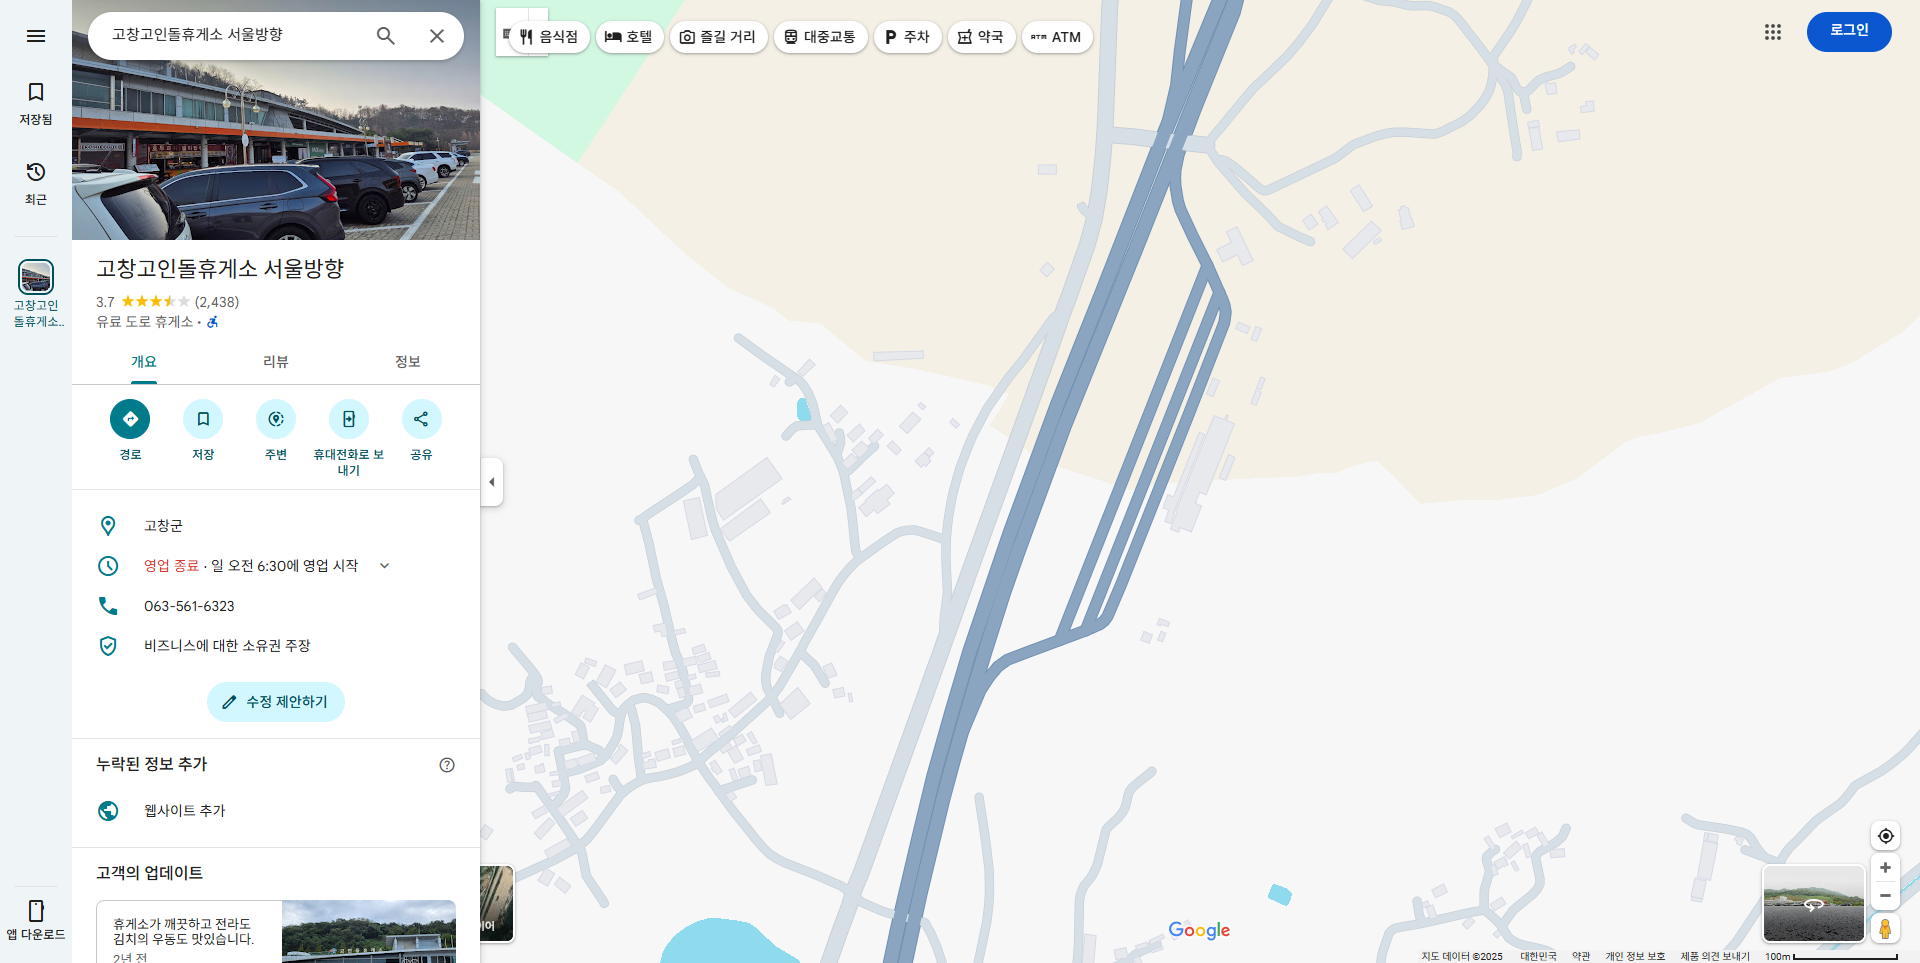 고창고인돌휴게소 서울방향
음식점
호텔
즐길 거리
대중교통
주차
약국
ATM
로그인
저장됨
최근
고창고인
돌휴게소..
앱 다운로드
고창고인돌휴게소 서울방향
3.7 ★★★★★ (2,438)
유료 도로 휴게소 ·
개요
리뷰
정보
경로
저장
주변
휴대전화로 보
내기
공유
고창군
영업 종료 · 일 오전 6:30에 영업 시작
063-561-6323
비즈니스에 대한 소유권 주장
수정 제안하기
누락된 정보 추가
웹사이트 추가
고객의 업데이트
휴게소가 깨끗하고 전라도
김치의 우동도 맛있습니다.
2년 전
이어
Google
지도 데이터 ©2025
대한민국
약관
개인 정보 보호
제품 의견 보내기
100m